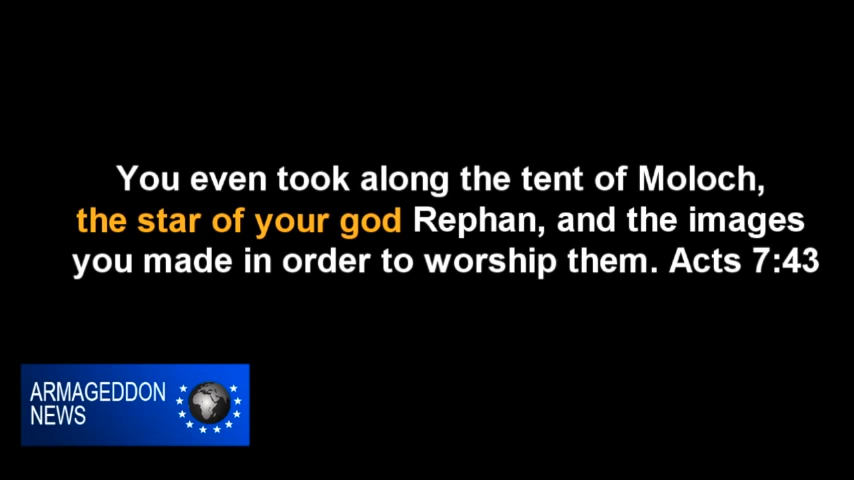 You even took along the tent of Moloch,
the star of your god Rephan, and the images
you made in order to worship them. Acts 7:43
ARMAGEDDON
NEWS